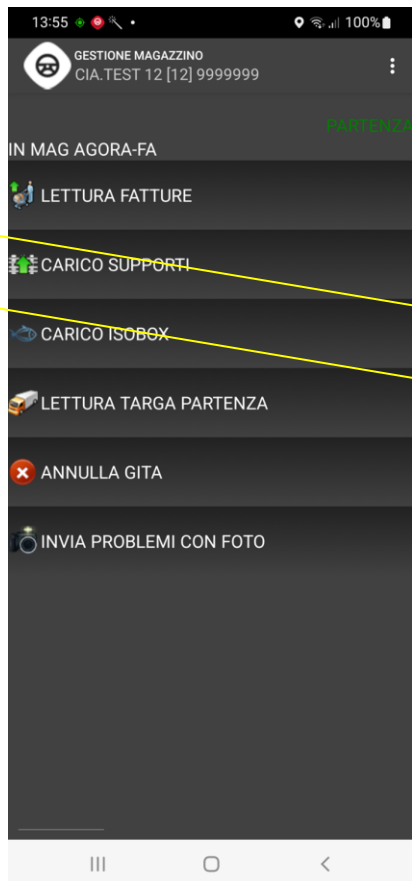 13:55 100%
GESTIONE MAGAZZINO
CIA.TEST 12 [12] 9999999
PARTENZA
IN MAG AGORA-FA
LETTURA FATTURE
CARICO SUPPORTI
CARICO ISOBOX
LETTURA TARGA PARTENZA
ANNULLA GITA
INVIA PROBLEMI CON FOTO